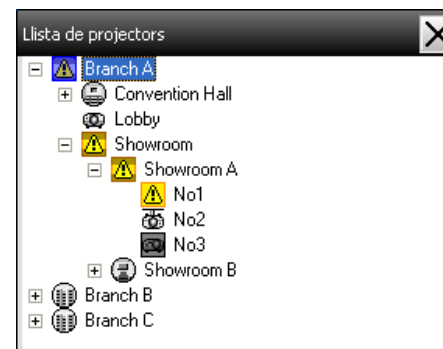 Llista de projectors
Branch A
Convention Hall
Lobby
Showroom
Showroom A
No1
No2
No3
Showroom B
Branch B
Branch C